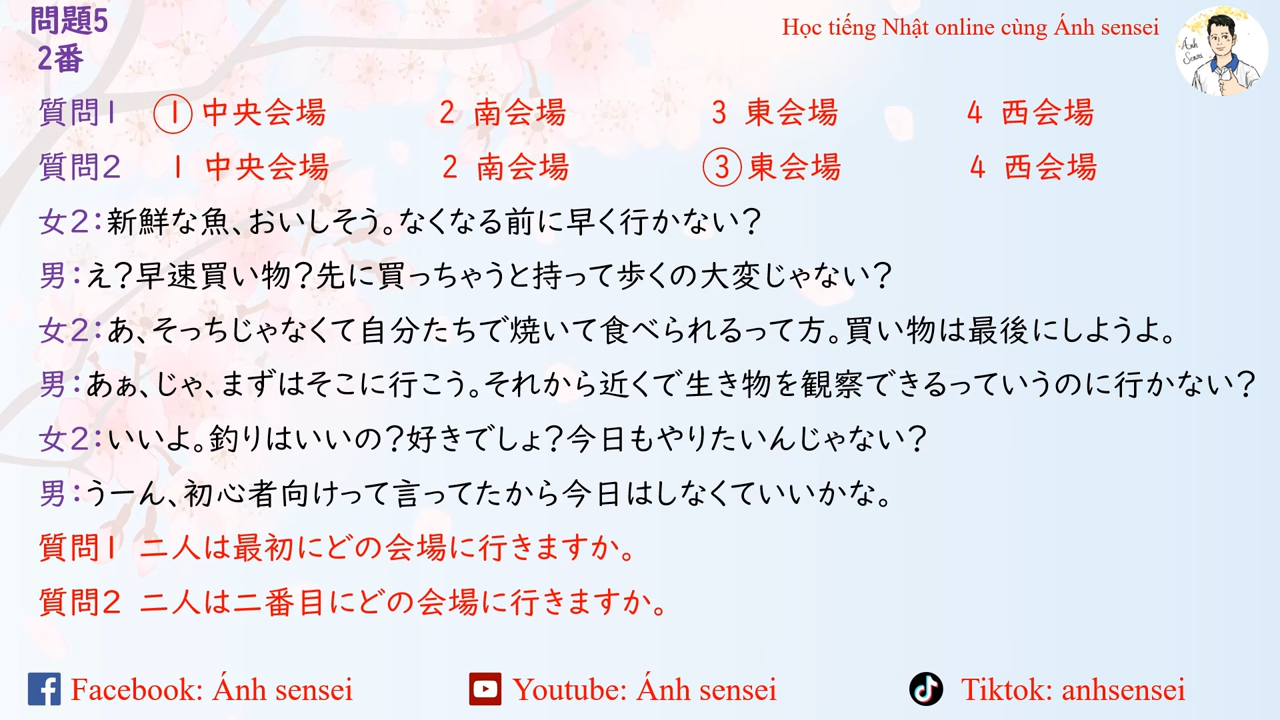 問題5
2番
Học tiếng Nhật online cùng Ánh sensei
Ánh Sensei
質問1 ① 中央会場 2 南会場 3 東会場 4 西会場
質問2 1 中央会場 2 南会場 ③ 東会場 4 西会場
女2:新鮮な魚、おいしそう。なくなる前に早く行かない?
男:え?早速買い物?先に買っちゃうと持って歩くの大変じゃない?
女2:あ、そっちじゃなくて自分たちで焼いて食べられるって方。買い物は最後にしようよ。
男:あぁ、じゃ、まずはそこに行こう。それから近くで生き物を観察できるっていうのに行かない?
女2:いいよ。釣りはいいの?好きでしょ?今日もやりたいんじゃない?
男:うーん、初心者向けって言ってたから今日はしなくていいかな。
質問1 二人は最初にどの会場に行きますか。
質問2 二人は二番目にどの会場に行きますか。
Facebook: Ánh sensei Youtube: Ánh sensei Tiktok: anhsensei